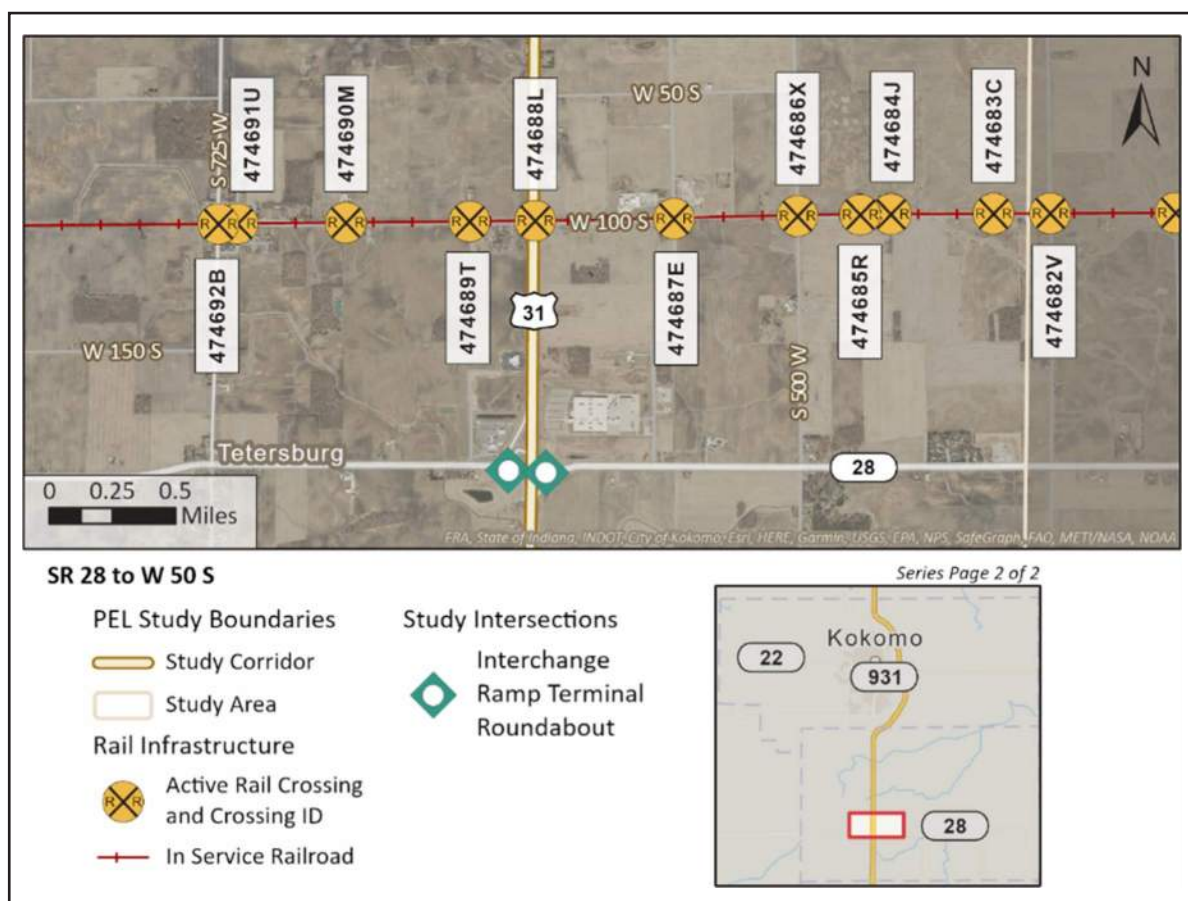 N
W 50 S
S 725 W
474691U
474690M
474688L
474686X
474684J
474683C
W 100 S
474692B
474689T
474687E
474685R
474682V
31
W 150 S
S 500 W
Tetersburg
28
0 0.25 0.5
Miles
FRA, State of Indiana, INDOT, City of Kokomo, Esri, HERE, Garmin, USGS, EPA, NPS, SafeGraph, FAO, METI/NASA, NOAA
SR 28 to W 50 S
Series Page 2 of 2
PEL Study Boundaries
Study Corridor
Study Area
Rail Infrastructure
Active Rail Crossing
and Crossing ID
In Service Railroad
Study Intersections
Interchange
Ramp Terminal
Roundabout
Kokomo
22
931
28